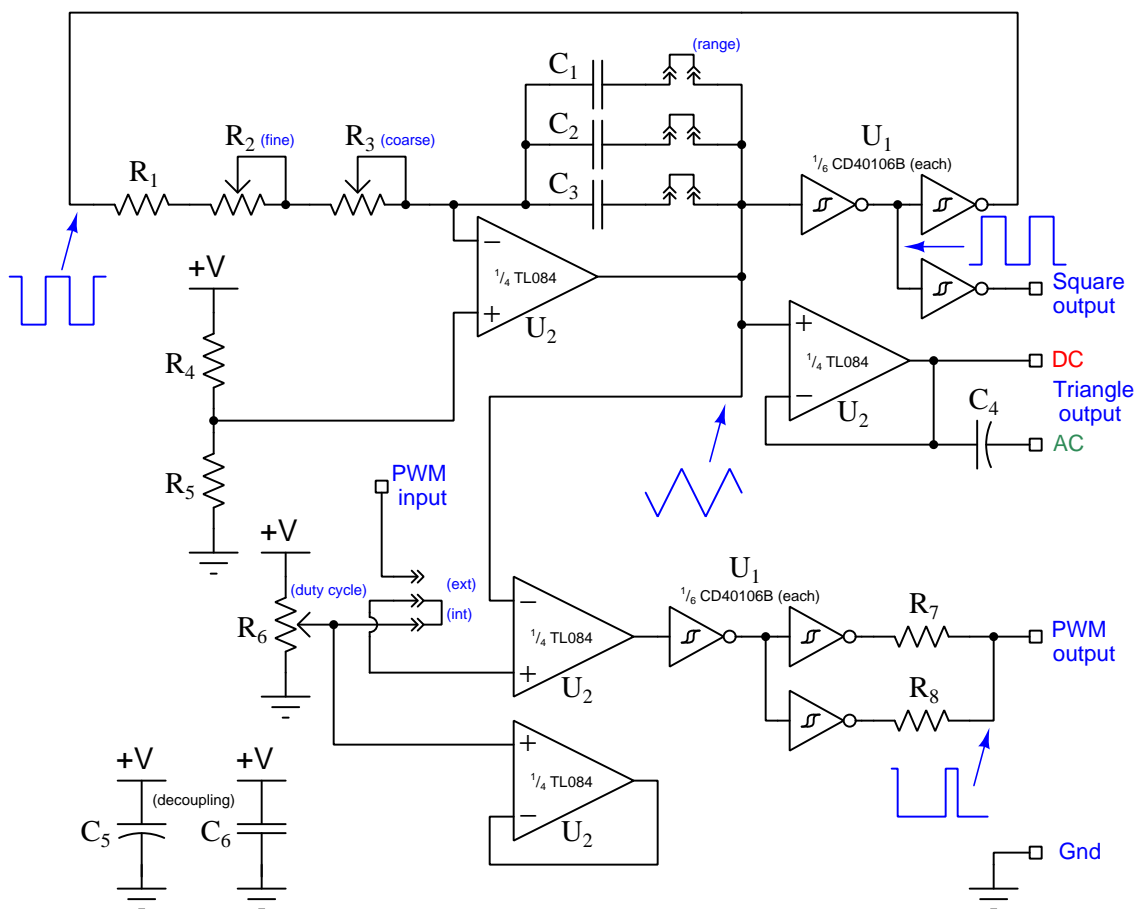 C1
(range)
C2
R2 (fine)
R3 (coarse)
U1
1/6 CD40106B (each)
R1
C3
+V
−
1/4 TL084
+
U2
Square
output
R4
+
1/4 TL084
−
U2
DC
Triangle
output
C4
AC
R5
PWM
input
+V
(duty cycle)
(ext)
(int)
R6
−
1/4 TL084
+
U2
U1
1/6 CD40106B (each)
R7
PWM
output
R8
+
1/4 TL084
−
U2
+V
+V
(decoupling)
C5
C6
Gnd